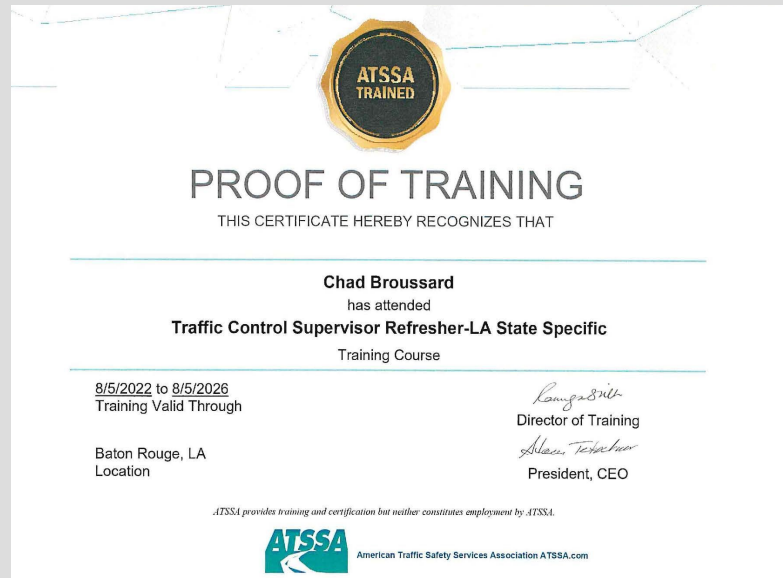 ATSSA
TRAINED
PROOF OF TRAINING
THIS CERTIFICATE HEREBY RECOGNIZES THAT
Chad Broussard
has attended
Traffic Control Supervisor Refresher-LA State Specific
Training Course
8/5/2022 to 8/5/2026
Training Valid Through
Director of Training
Baton Rouge, LA
Location
President, CEO
ATSSA provides training and certification but neither constitutes employment by ATSSA.
ATSSA
American Traffic Safety Services Association ATSSA.com